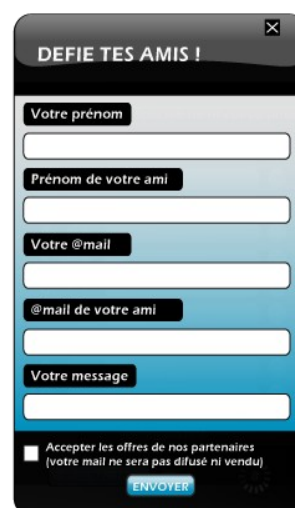 DEFIE TES AMIS !
Votre prénom
Prénom de votre ami
Votre @mail
@mail de votre ami
Votre message
Accepter les offres de nos partenaires
(votre mail ne sera pas difusé ni vendu)
ENVOYER